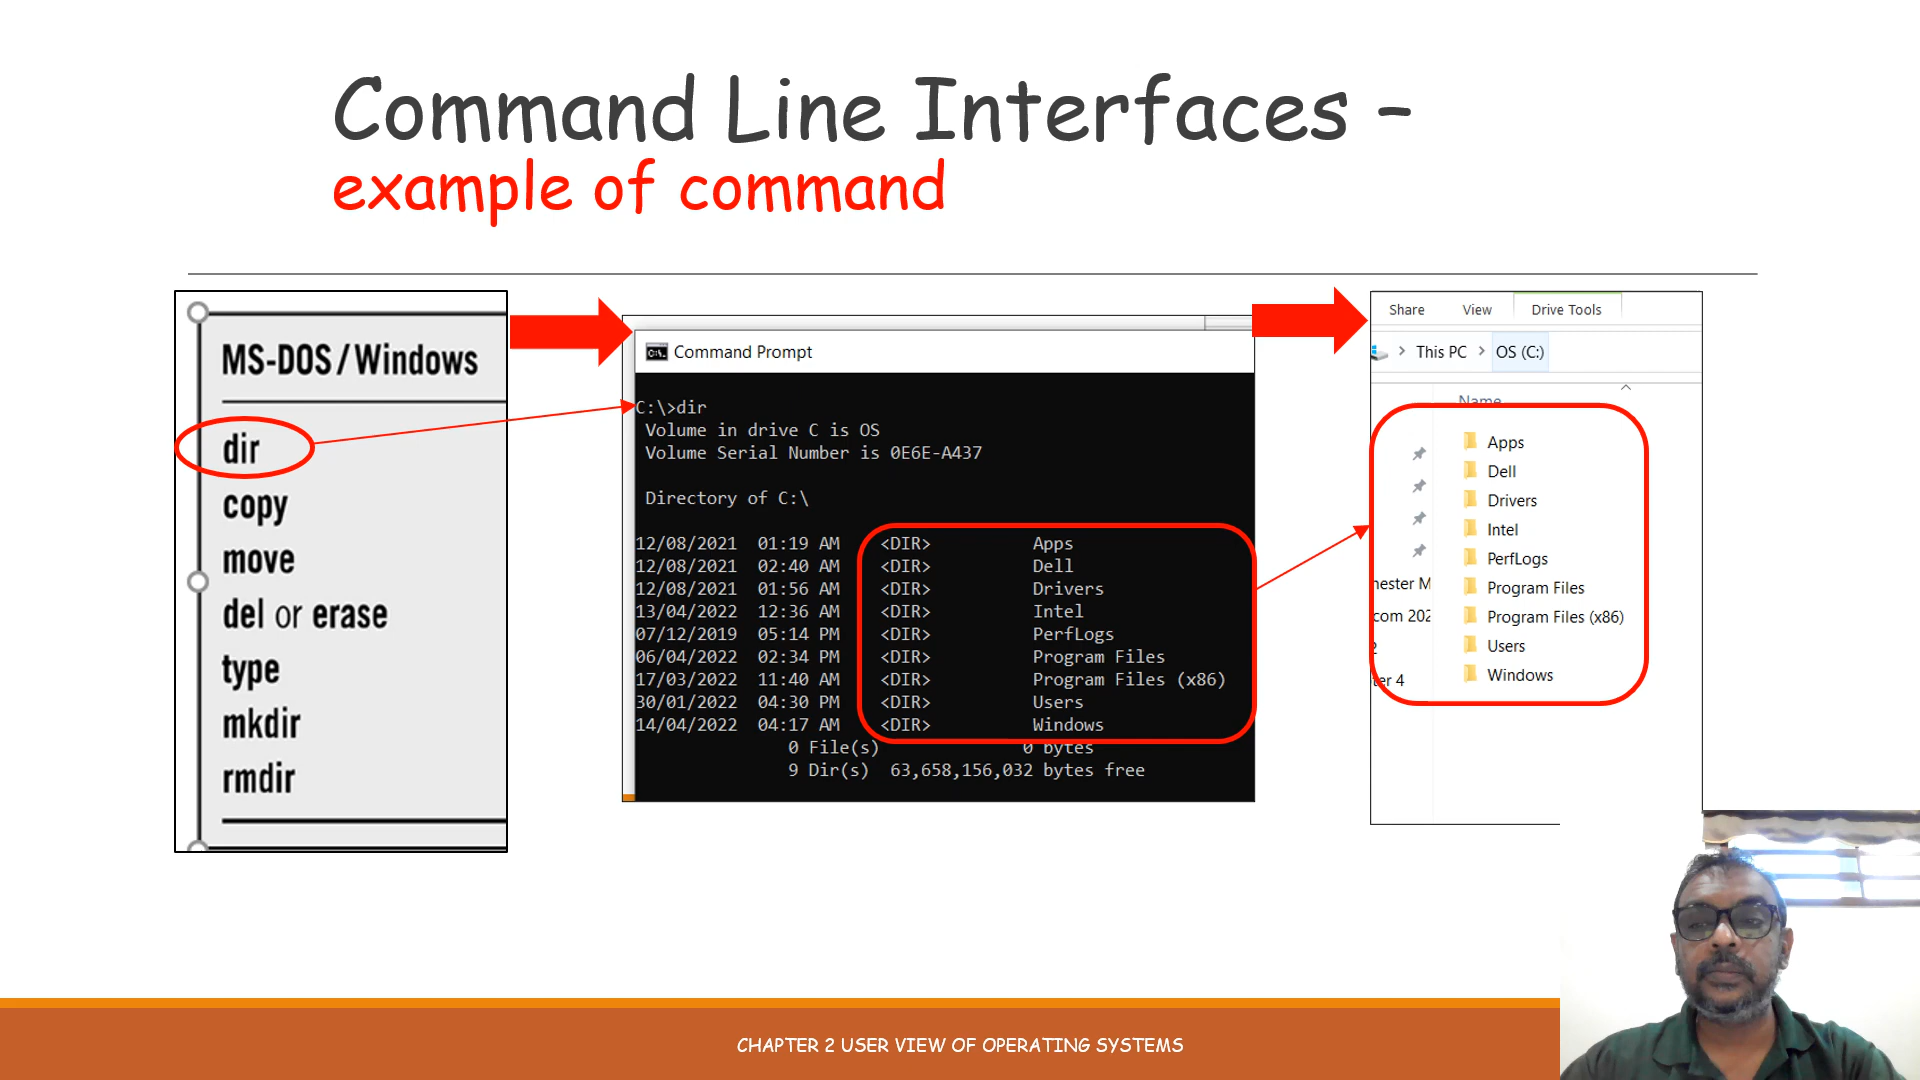 Command Line Interfaces –
example of command
MS-DOS/Windows
dir
copy
move
del or erase
type
mkdir
rmdir
Command Prompt
C:\>dir
Volume in drive C is OS
Volume Serial Number is 0E6E-A437
Directory of C:\
12/08/2021 01:19 AM <DIR> Apps
12/08/2021 02:40 AM <DIR> Dell
12/08/2021 01:56 AM <DIR> Drivers
13/04/2022 12:36 AM <DIR> Intel
07/12/2019 05:14 PM <DIR> PerfLogs
06/04/2022 02:34 PM <DIR> Program Files
17/03/2022 11:40 AM <DIR> Program Files (x86)
30/01/2022 04:30 PM <DIR> Users
14/04/2022 04:17 AM <DIR> Windows
0 File(s) 0 bytes
9 Dir(s) 63,658,156,032 bytes free
Share View Drive Tools
> This PC > OS (C:)
Name
Apps
Dell
Drivers
Intel
PerfLogs
Program Files
Program Files (x86)
Users
Windows
CHAPTER 2 USER VIEW OF OPERATING SYSTEMS